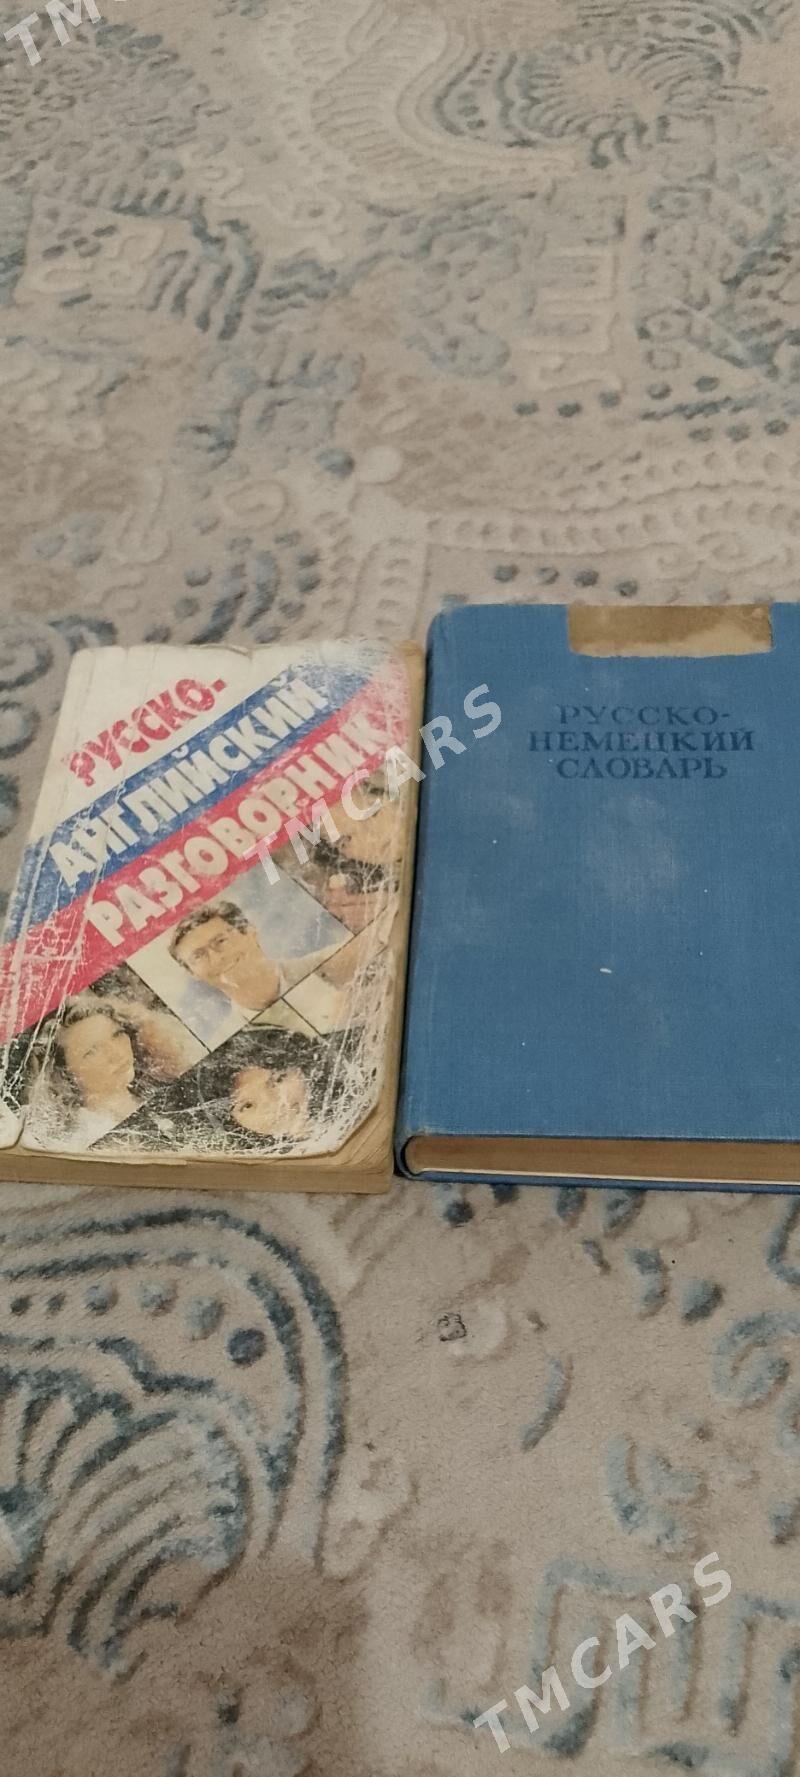 РУССКО-
АНГЛИЙСКИЙ
РАЗГОВОРНИК
РУССКО-
НЕМЕЦКИЙ
СЛОВАРЬ
TMCARS
TMCARS
TMCARS